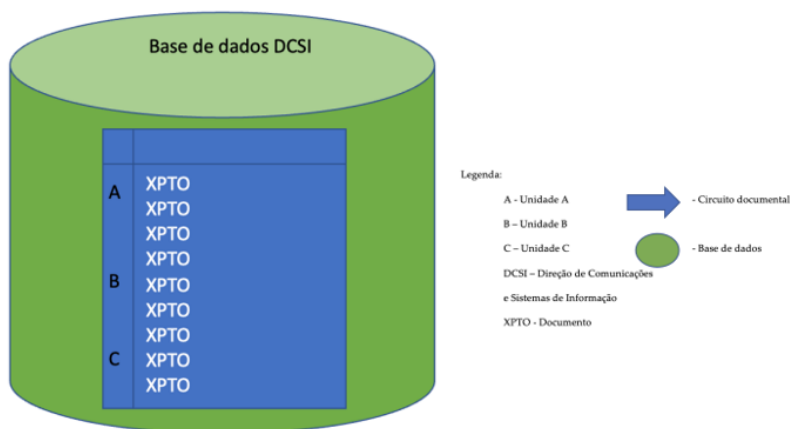 Base de dados DCSI
A
XPTO
XPTO
XPTO
XPTO
B
XPTO
XPTO
XPTO
C
XPTO
XPTO
Legenda:
A - Unidade A
- Circuito documental
B – Unidade B
C – Unidade C
- Base de dados
DCSI – Direção de Comunicações
e Sistemas de Informação
XPTO - Documento